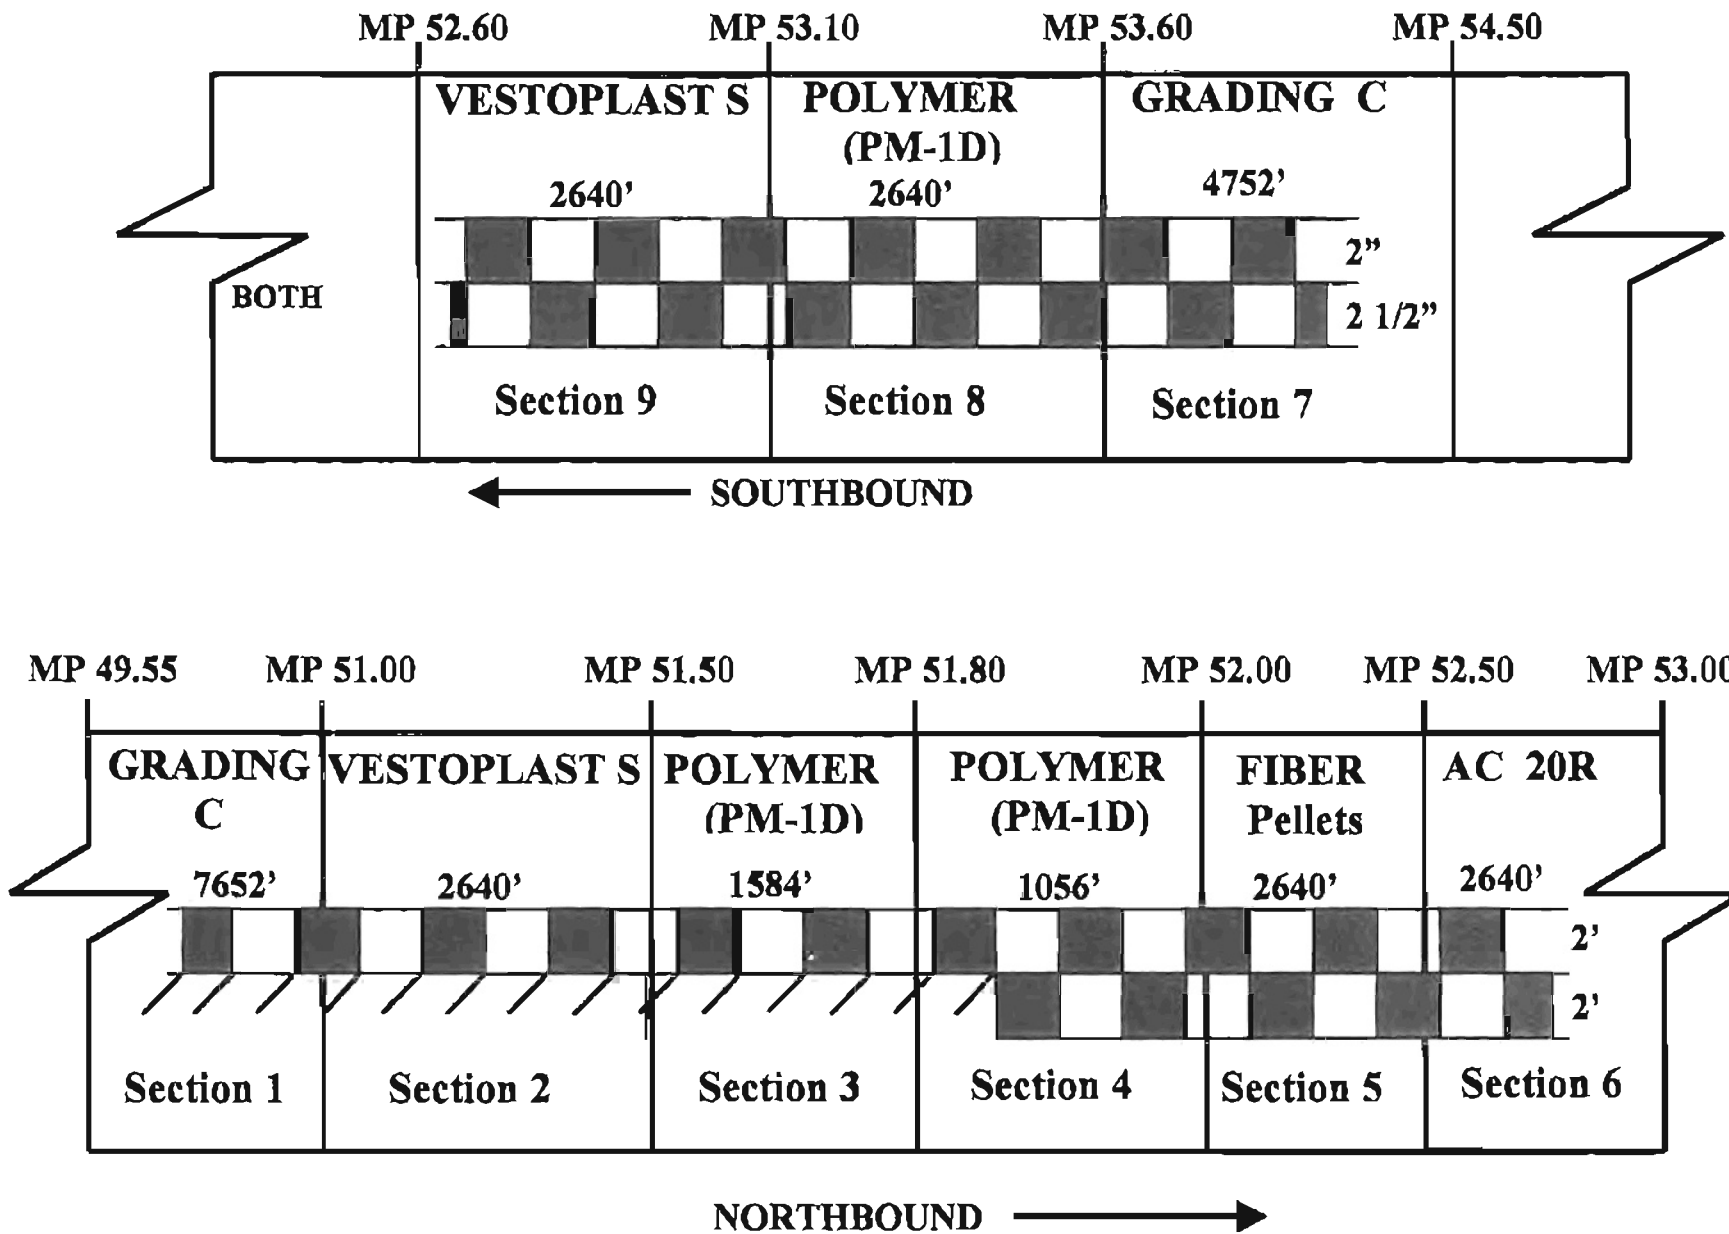 MP 52.60 MP 53.10 MP 53.60 MP 54.50
VESTOPLAST S POLYMER GRADING C
(PM-1D)
2640’ 2640’ 4752’
2”
BOTH
2 1/2”
Section 9 Section 8 Section 7
SOUTHBOUND
MP 49.55 MP 51.00 MP 51.50 MP 51.80 MP 52.00 MP 52.50 MP 53.00
GRADING VESTOPLAST S POLYMER POLYMER FIBER AC 20R
C (PM-1D) (PM-1D) Pellets
7652’ 2640’ 1584’ 1056’ 2640’ 2640’
2’
2’
Section 1 Section 2 Section 3 Section 4 Section 5 Section 6
NORTHBOUND